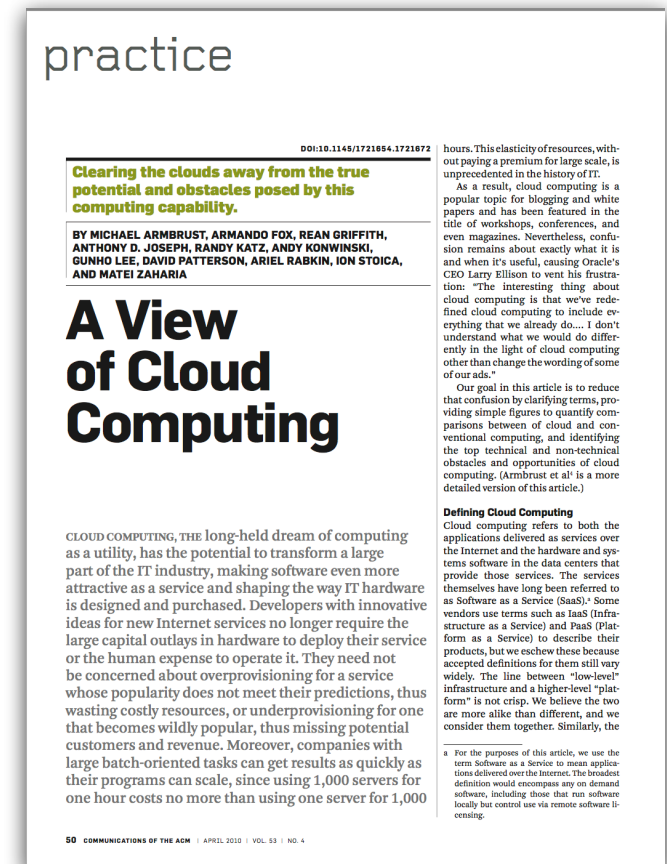 practice
DOI:10.1145/1721654.1721672
Clearing the clouds away from the true
potential and obstacles posed by this
computing capability.
BY MICHAEL ARMBRUST, ARMANDO FOX, REAN GRIFFITH,
ANTHONY D. JOSEPH, RANDY KATZ, ANDY KONWINSKI,
GUNHO LEE, DAVID PATTERSON, ARIEL RABKIN, ION STOICA,
AND MATEI ZAHARIA
A View
of Cloud
Computing
CLOUD COMPUTING, THE long-held dream of computing
as a utility, has the potential to transform a large
part of the IT industry, making software even more
attractive as a service and shaping the way IT hardware
is designed and purchased. Developers with innovative
ideas for new Internet services no longer require the
large capital outlays in hardware to deploy their service
or the human expense to operate it. They need not
be concerned about overprovisioning for a service
whose popularity does not meet their predictions, thus
wasting costly resources, or underprovisioning for one
that becomes wildly popular, thus missing potential
customers and revenue. Moreover, companies with
large batch-oriented tasks can get results as quickly as
their programs can scale, since using 1,000 servers for
one hour costs no more than using one server for 1,000
hours. This elasticity of resources, with-
out paying a premium for large scale, is
unprecedented in the history of IT.
As a result, cloud computing is a
popular topic for blogging and white
papers and has been featured in the
title of workshops, conferences, and
even magazines. Nevertheless, confu-
sion remains about exactly what it is
and when it's useful, causing Oracle's
CEO Larry Ellison to vent his frustra-
tion: "The interesting thing about
cloud computing is that we've rede-
fined cloud computing to include ev-
erything that we already do.... I don't
understand what we would do differ-
ently in the light of cloud computing
other than change the wording of some
of our ads."
Our goal in this article is to reduce
that confusion by clarifying terms, pro-
viding simple figures to quantify com-
parisons between of cloud and con-
ventional computing, and identifying
the top technical and non-technical
obstacles and opportunities of cloud
computing. (Armbrust et al⁴ is a more
detailed version of this article.)
Defining Cloud Computing
Cloud computing refers to both the
applications delivered as services over
the Internet and the hardware and sys-
tems software in the data centers that
provide those services. The services
themselves have long been referred to
as Software as a Service (SaaS).ᵃ Some
vendors use terms such as IaaS (Infra-
structure as a Service) and PaaS (Plat-
form as a Service) to describe their
products, but we eschew these because
accepted definitions for them still vary
widely. The line between "low-level"
infrastructure and a higher-level "plat-
form" is not crisp. We believe the two
are more alike than different, and we
consider them together. Similarly, the
a For the purposes of this article, we use the
term Software as a Service to mean applica-
tions delivered over the Internet. The broadest
definition would encompass any on demand
software, including those that run software
locally but control use via remote software li-
censing.
50 COMMUNICATIONS OF THE ACM | APRIL 2010 | VOL. 53 | NO. 4